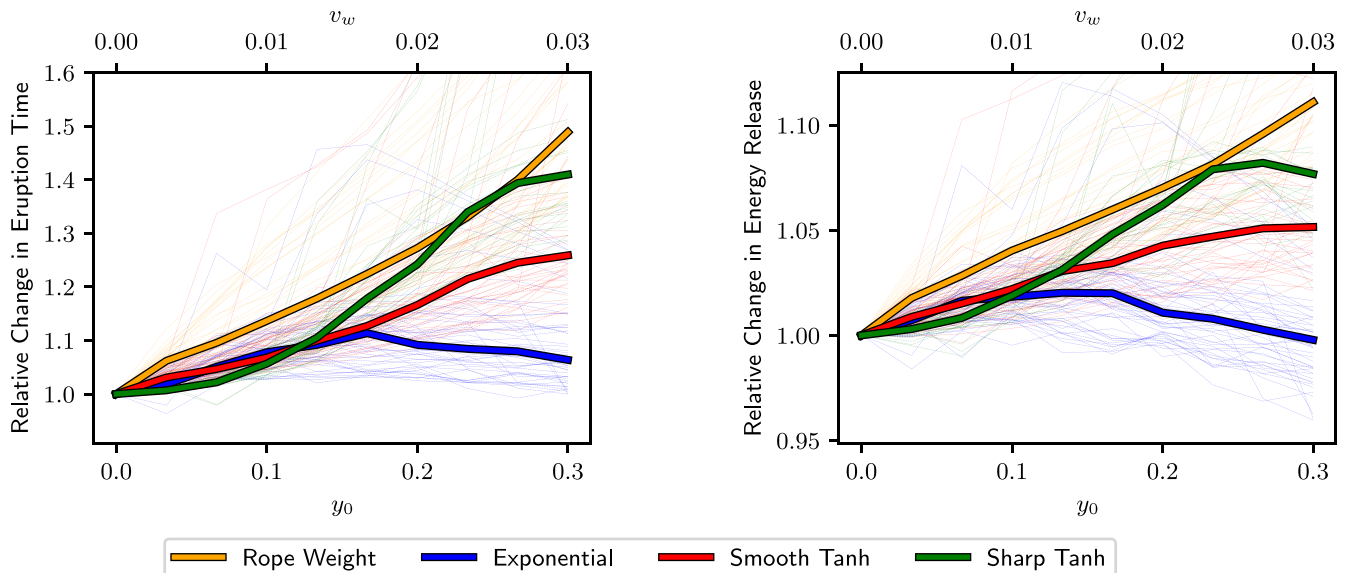 v_w
0.00 0.01 0.02 0.03
Relative Change in Eruption Time
1.6
1.5
1.4
1.3
1.2
1.1
1.0
0.0 0.1 0.2 0.3
y_0
v_w
0.00 0.01 0.02 0.03
Relative Change in Energy Release
1.10
1.05
1.00
0.95
0.0 0.1 0.2 0.3
y_0
Rope Weight Exponential Smooth Tanh Sharp Tanh